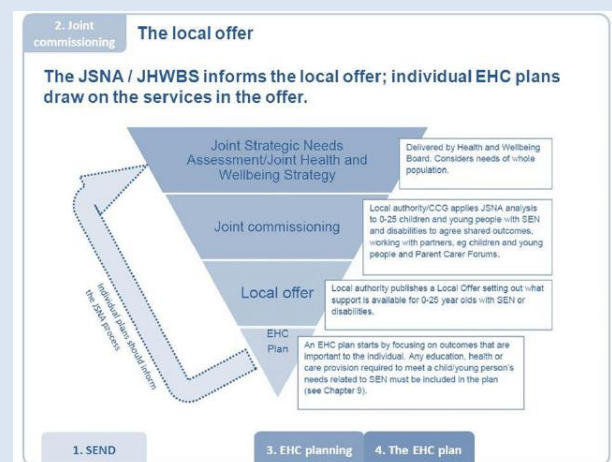 2. Joint
commissioning
The local offer
The JSNA / JHWBS informs the local offer; individual EHC plans
draw on the services in the offer.
Joint Strategic Needs
Assessment/Joint Health and
Wellbeing Strategy
Delivered by Health and Wellbeing
Board. Considers needs of whole
population.
Joint commissioning
Local authority/CCG applies JSNA analysis
to 0-25 children and young people with SEN
and disabilities to agree shared outcomes,
working with partners, eg children and young
people and Parent Carer Forums.
Local offer
Local authority publishes a Local Offer setting out what
support is available for 0-25 year olds with SEN or
disabilities.
EHC
Plan
An EHC plan starts by focusing on outcomes that are
important to the individual. Any education, health or
care provision required to meet a child/young person's
needs related to SEN must be included in the plan
(see Chapter 9).
Individual plans should inform
the JSNA process
1. SEND
3. EHC planning
4. The EHC plan